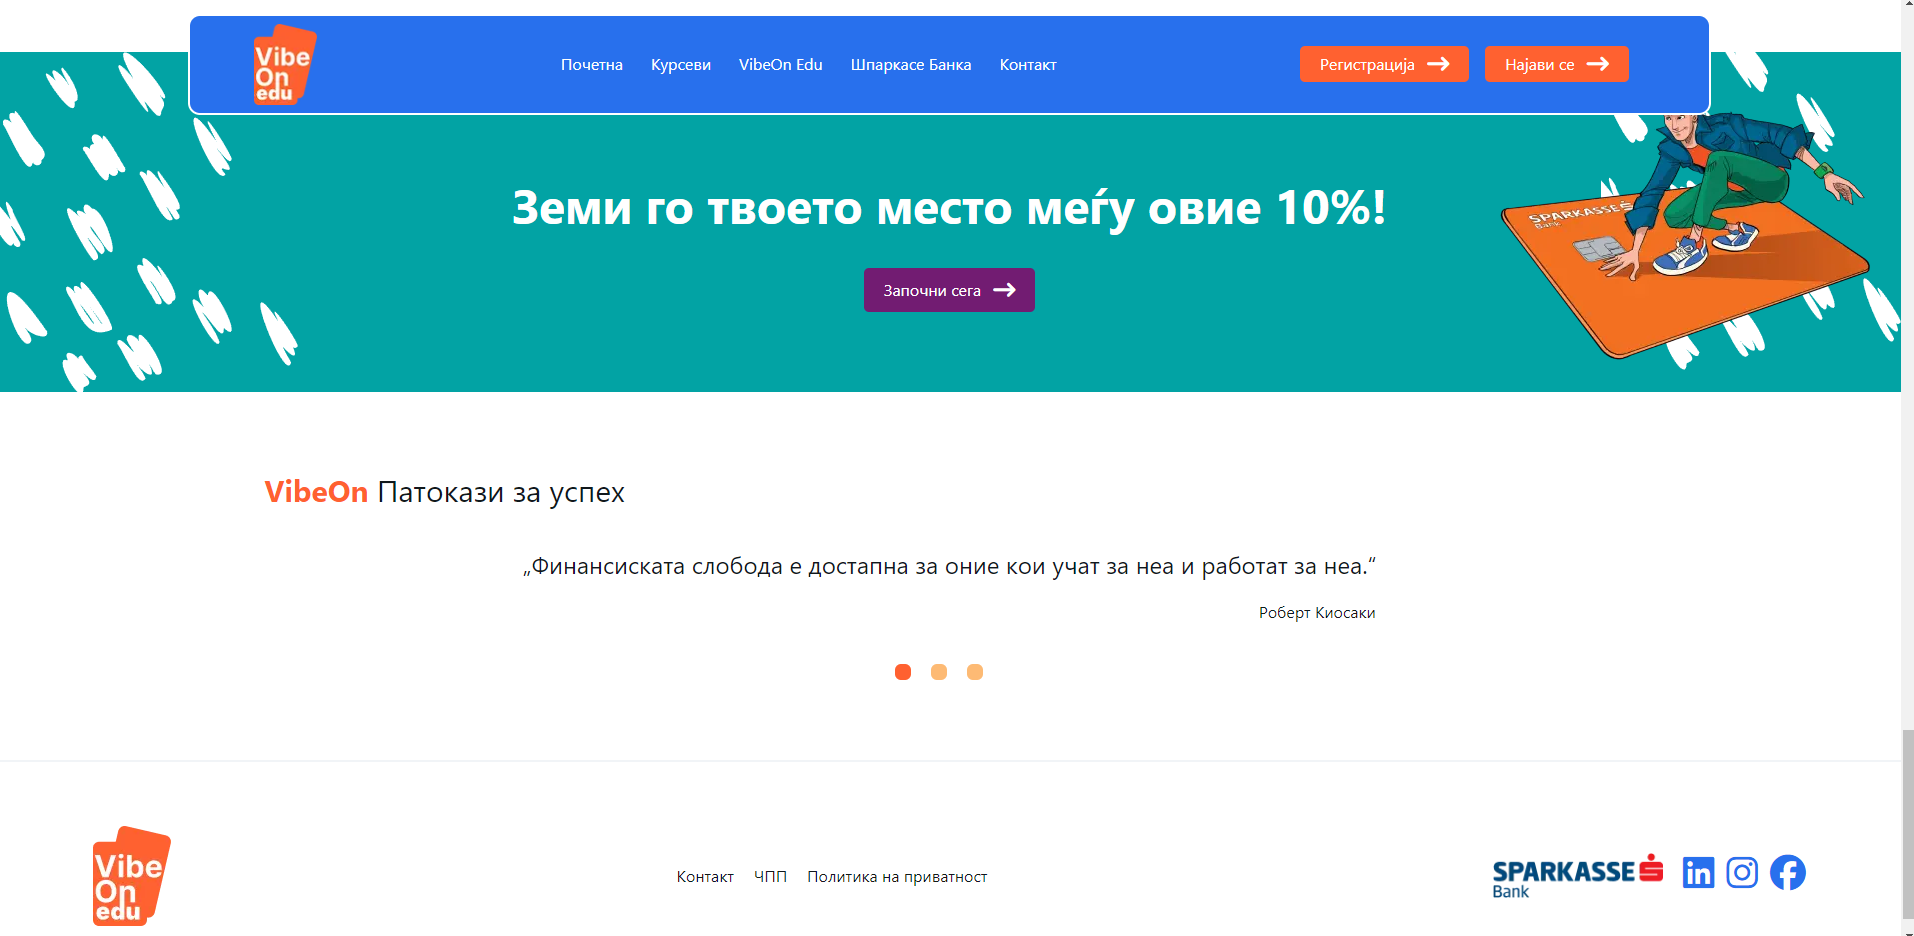 Vibe
On
edu
Почетна Курсеви VibeOn Edu Шпаркасе Банка Контакт
Регистрација Најави се
Земи го твоето место меѓу овие 10%!
SPARKASSE
Bank
Започни сега
VibeOn Патокази за успех
„Финансиската слобода е достапна за оние кои учат за неа и работат за неа.“
Роберт Киосаки
Vibe
On
edu
Контакт ЧПП Политика на приватност
SPARKASSE
Bank
in